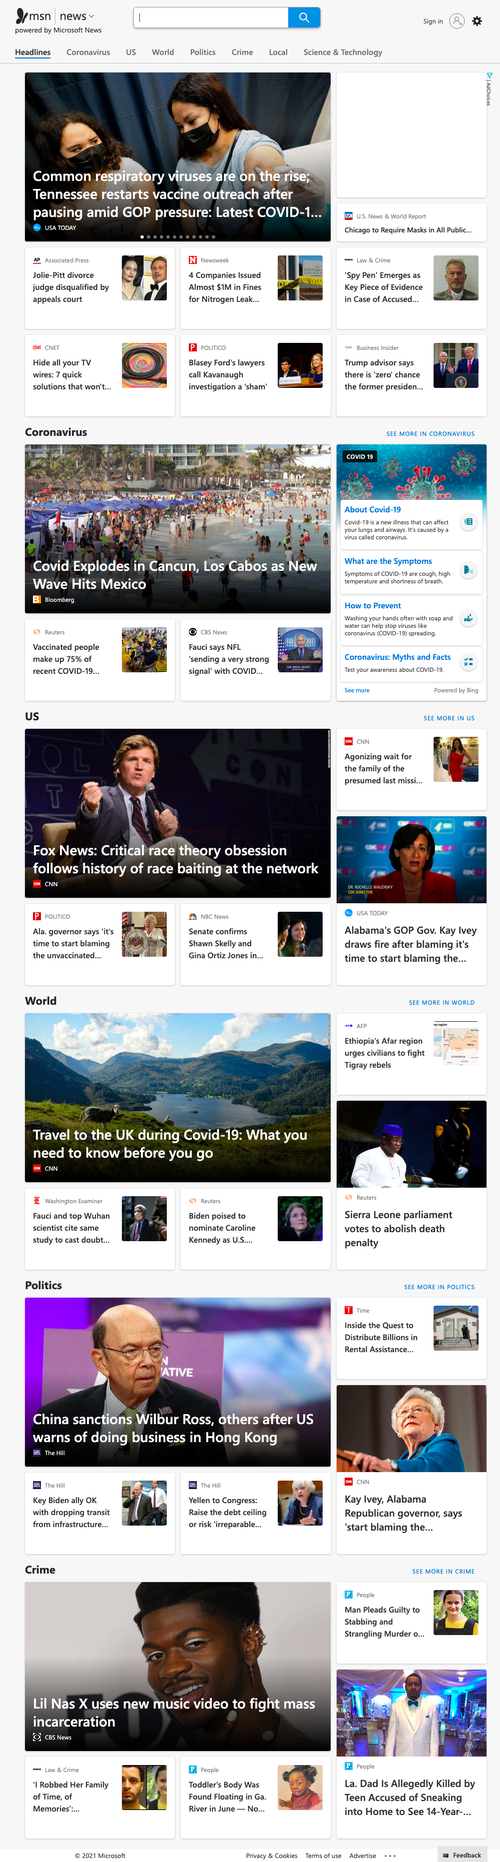 msn news
powered by Microsoft News
Sign in
Headlines Coronavirus US World Politics Crime Local Science & Technology
Common respiratory viruses are on the rise;
Tennessee restarts vaccine outreach after
pausing amid GOP pressure: Latest COVID-1...
USA TODAY
AdChoices
U.S. News & World Report
Chicago to Require Masks in All Public...
Associated Press
Jolie-Pitt divorce
judge disqualified by
appeals court
Newsweek
4 Companies Issued
Almost $1M in Fines
for Nitrogen Leak...
Law & Crime
'Spy Pen' Emerges as
Key Piece of Evidence
in Case of Accused...
CNET
Hide all your TV
wires: 7 quick
solutions that won't...
POLITICO
Blasey Ford's lawyers
call Kavanaugh
investigation a 'sham'
Business Insider
Trump advisor says
there is 'zero' chance
the former presiden...
Coronavirus
SEE MORE IN CORONAVIRUS
Covid Explodes in Cancun, Los Cabos as New
Wave Hits Mexico
Bloomberg
COVID 19
About Covid-19
Covid-19 is a new illness that can affect
your lungs and airways. It's caused by a
virus called coronavirus.
What are the Symptoms
Symptoms of COVID-19 are cough, high
temperature and shortness of breath.
How to Prevent
Washing your hands often with soap and
water can help stop viruses like
coronavirus (COVID-19) spreading.
Coronavirus: Myths and Facts
Test your awareness about COVID-19.
See more
Powered by Bing
Reuters
Vaccinated people
make up 75% of
recent COVID-19...
CBS News
Fauci says NFL
'sending a very strong
signal' with COVID...
US
SEE MORE IN US
Fox News: Critical race theory obsession
follows history of race baiting at the network
CNN
CNN
Agonizing wait for
the family of the
presumed last missi...
DR. ROCHELLE WALENSKY
CDC DIRECTOR
USA TODAY
Alabama's GOP Gov. Kay Ivey
draws fire after blaming it's
time to start blaming the...
POLITICO
Ala. governor says 'it's
time to start blaming
the unvaccinated...
NBC News
Senate confirms
Shawn Skelly and
Gina Ortiz Jones in...
World
SEE MORE IN WORLD
Travel to the UK during Covid-19: What you
need to know before you go
CNN
AFP
Ethiopia's Afar region
urges civilians to fight
Tigray rebels
Reuters
Sierra Leone parliament
votes to abolish death
penalty
Washington Examiner
Fauci and top Wuhan
scientist cite same
study to cast doubt...
Reuters
Biden poised to
nominate Caroline
Kennedy as U.S....
Politics
SEE MORE IN POLITICS
China sanctions Wilbur Ross, others after US
warns of doing business in Hong Kong
The Hill
Time
Inside the Quest to
Distribute Billions in
Rental Assistance...
CNN
Kay Ivey, Alabama
Republican governor, says
'start blaming the...
The Hill
Key Biden ally OK
with dropping transit
from infrastructure...
The Hill
Yellen to Congress:
Raise the debt ceiling
or risk 'irreparable...
Crime
SEE MORE IN CRIME
Lil Nas X uses new music video to fight mass
incarceration
CBS News
People
Man Pleads Guilty to
Stabbing and
Strangling Murder o...
People
La. Dad Is Allegedly Killed by
Teen Accused of Sneaking
into Home to See 14-Year-...
Law & Crime
'I Robbed Her Family
of Time, of
Memories':...
People
Toddler's Body Was
Found Floating in Ga.
River in June — No...
© 2021 Microsoft
Privacy & Cookies Terms of use Advertise
Feedback